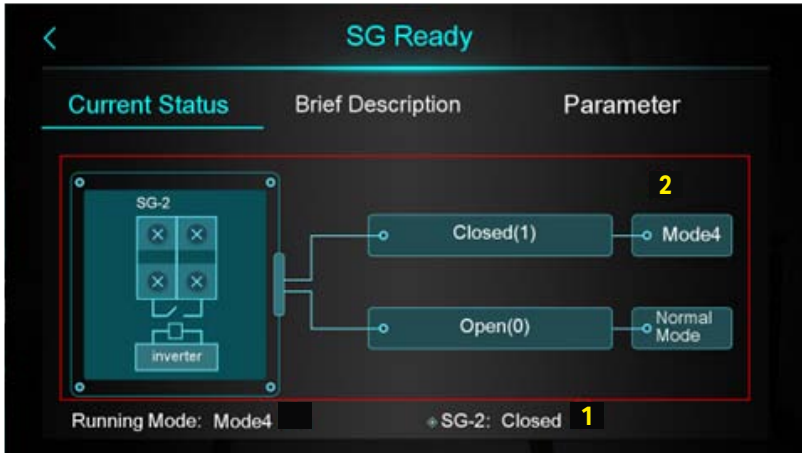 SG Ready
Current Status Brief Description Parameter
2
SG-2
Closed(1) Mode4
Open(0) Normal
Mode
inverter
Running Mode: Mode4 SG-2: Closed 1